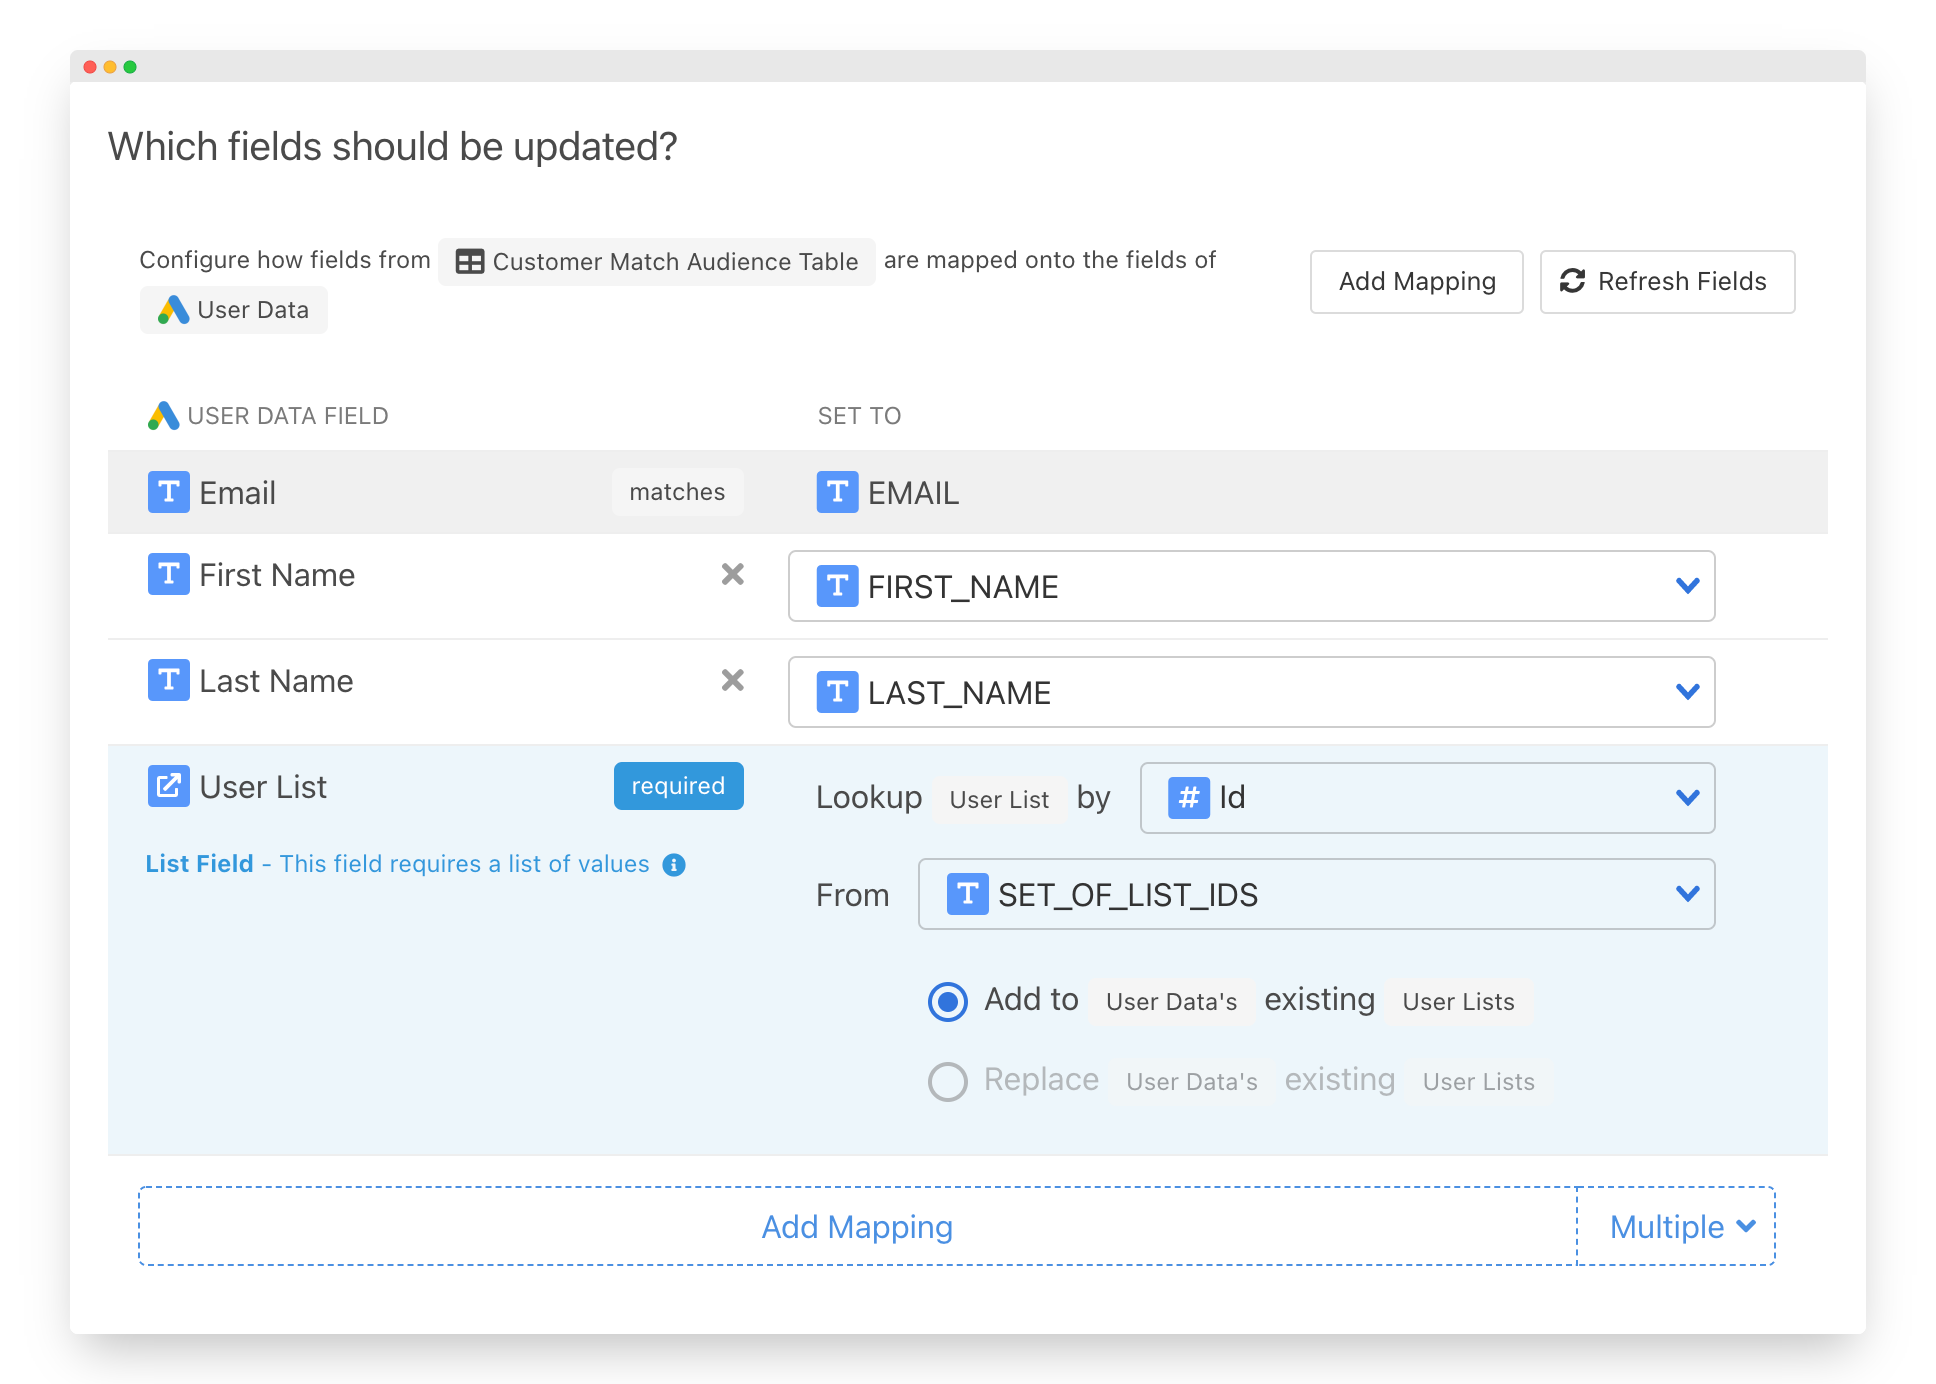 Which fields should be updated?
Configure how fields from Customer Match Audience Table are mapped onto the fields of
User Data
Add Mapping
Refresh Fields
USER DATA FIELD
SET TO
Email
matches
EMAIL
First Name
FIRST_NAME
Last Name
LAST_NAME
User List
required
List Field - This field requires a list of values
Lookup User List by
# Id
From
SET_OF_LIST_IDS
Add to User Data's existing User Lists
Replace User Data's existing User Lists
Add Mapping
Multiple